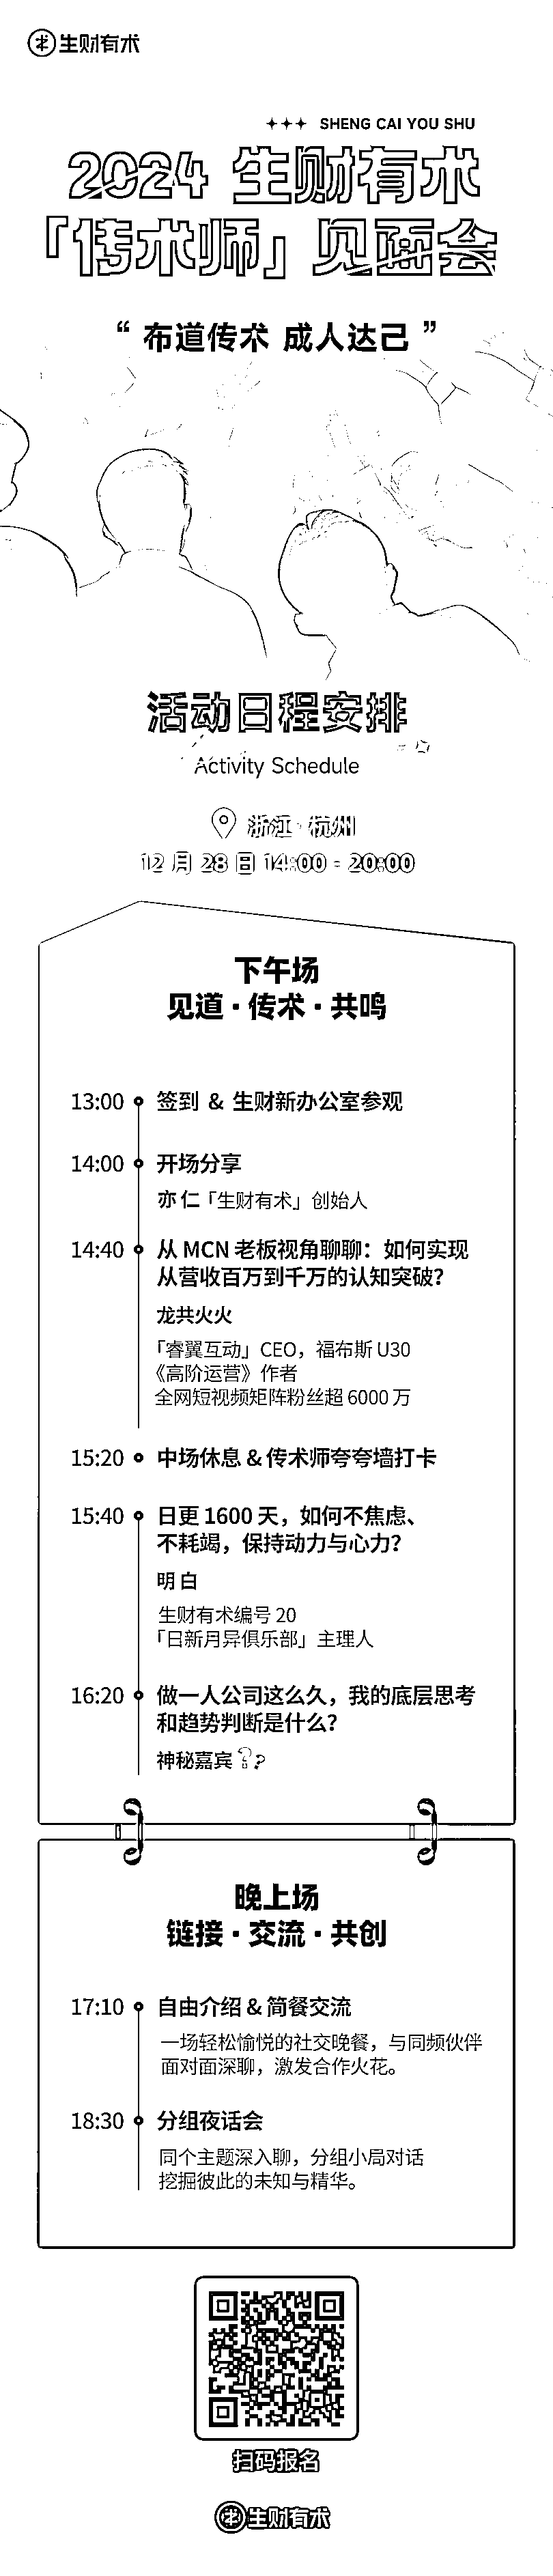 生财有术
SHENG CAI YOU SHU
2024 生财有术
「传术师」见面会
“ 布道传术 成人达己 ”
活动日程安排
Activity Schedule
浙江 · 杭州
12 月 28 日 14:00 - 20:00
下午场
见道 · 传术 · 共鸣
13:00 签到 & 生财新办公室参观
14:00 开场分享
亦仁「生财有术」创始人
14:40 从 MCN 老板视角聊聊：如何实现
从营收百万到千万的认知突破？
龙共火火
「睿翼互动」CEO，福布斯 U30
《高阶运营》作者
全网短视频矩阵粉丝超 6000 万
15:20 中场休息 & 传术师夸夸墙打卡
15:40 日更 1600 天，如何不焦虑、
不耗竭，保持动力与心力？
明白
生财有术编号 20
「日新月异俱乐部」主理人
16:20 做一人公司这么久，我的底层思考
和趋势判断是什么？
神秘嘉宾 ? ?
晚上场
链接 · 交流 · 共创
17:10 自由介绍 & 简餐交流
一场轻松愉悦的社交晚餐，与同频伙伴
面对面深聊，激发合作火花。
18:30 分组夜话会
同个主题深入聊，分组小局对话
挖掘彼此的未知与精华。
扫码报名
生财有术